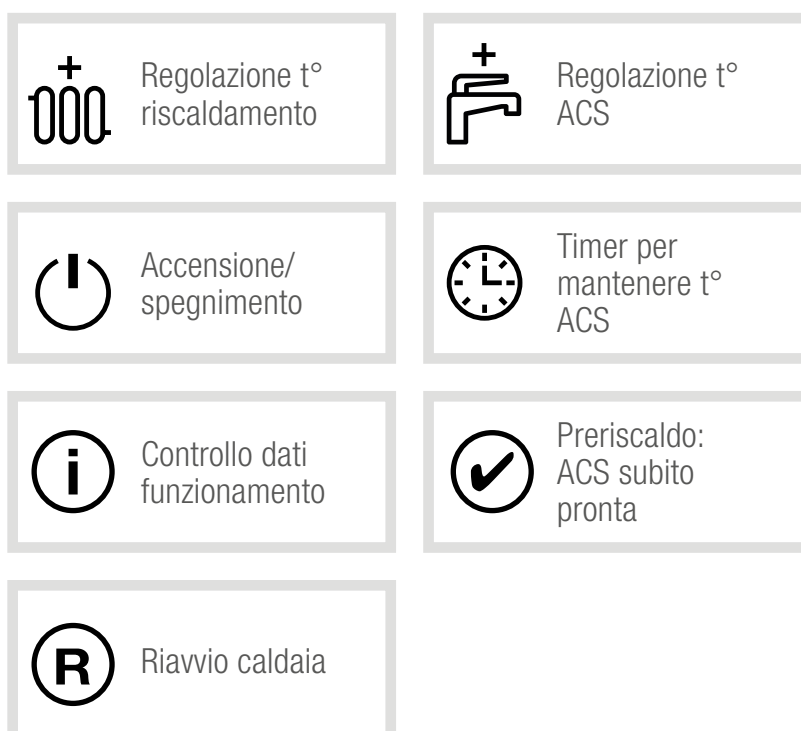 Regolazione t°
riscaldamento
Regolazione t°
ACS
Accensione/
spegnimento
Timer per
mantenere t°
ACS
i
Controllo dati
funzionamento
Preriscaldo:
ACS subito
pronta
R
Riavvio caldaia